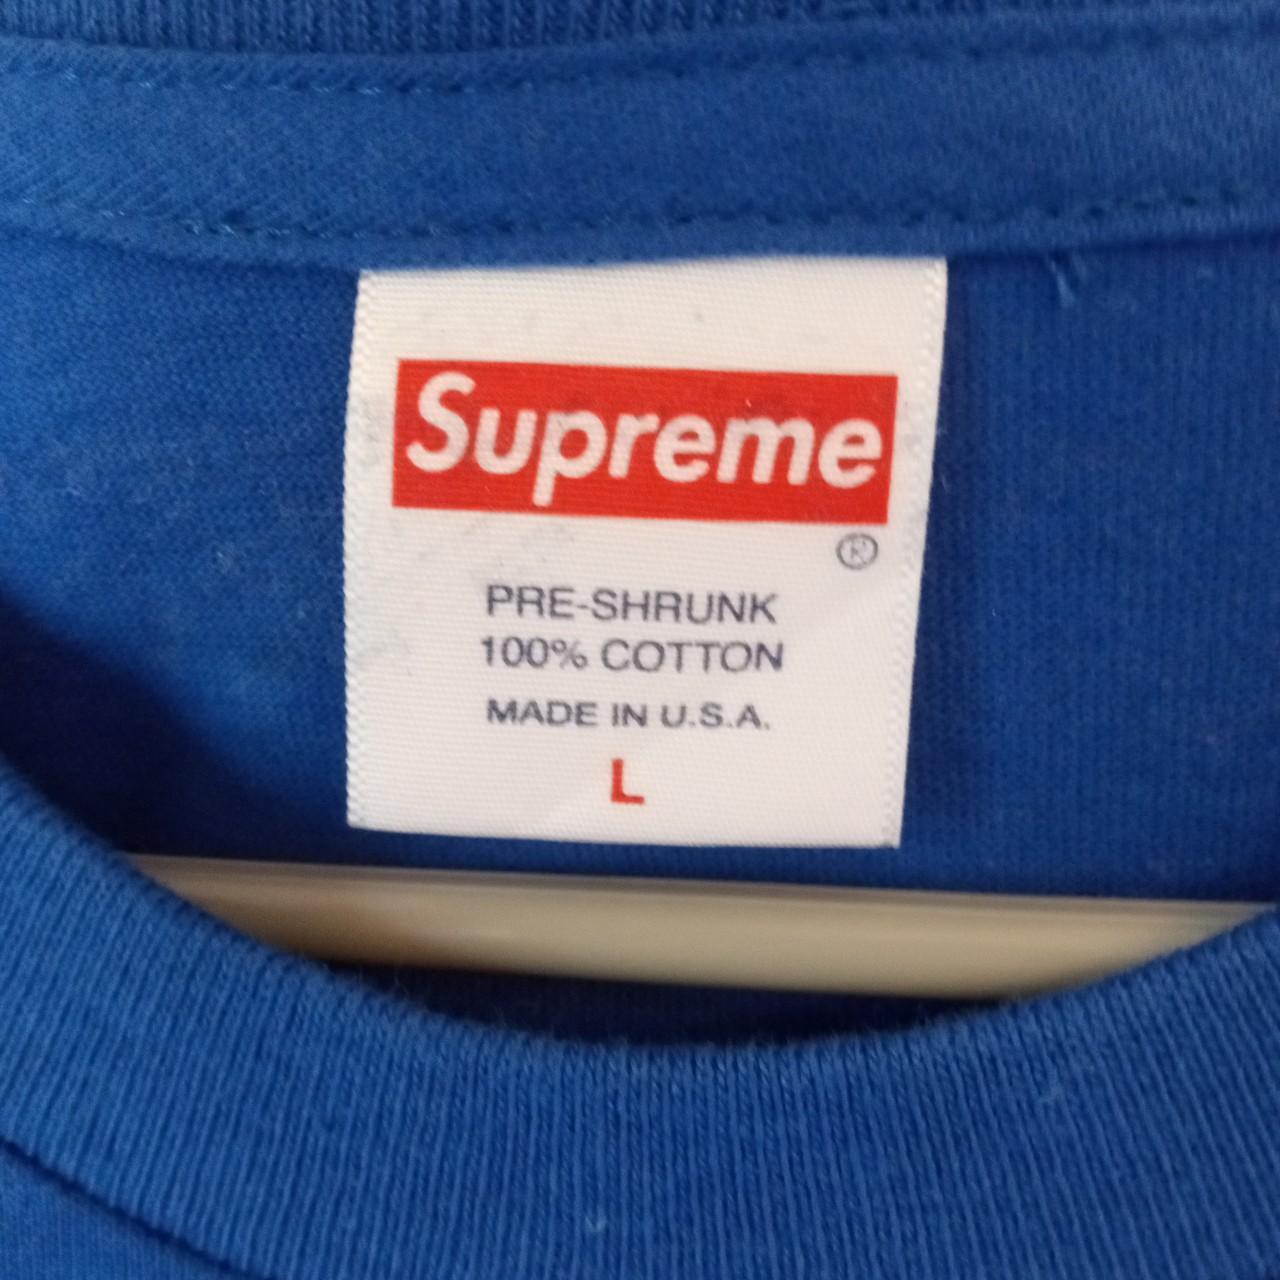 Supreme
®
PRE-SHRUNK
100% COTTON
MADE IN U.S.A.
L